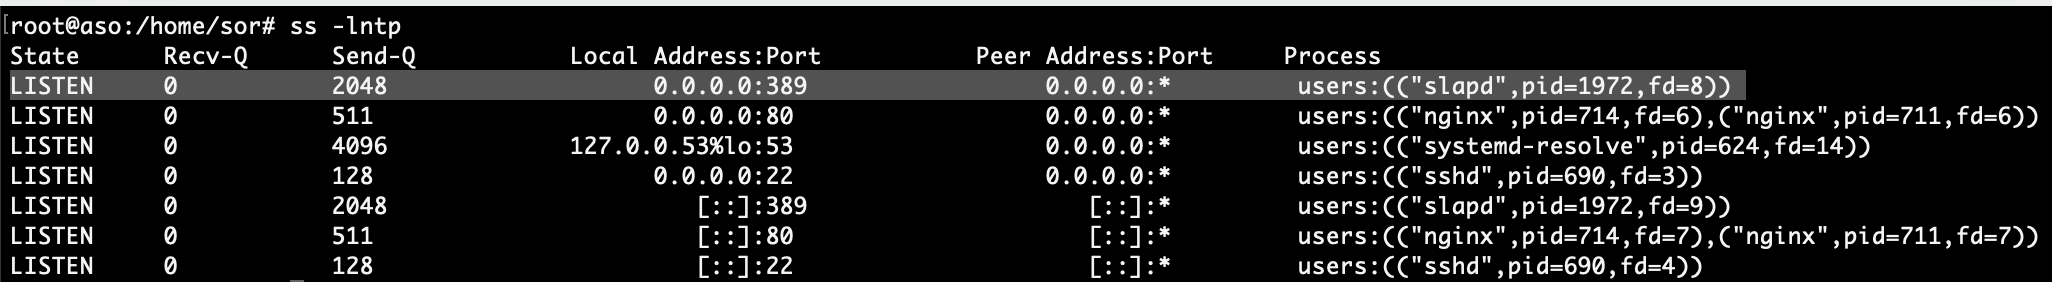 [root@aso:/home/sor# ss -lntp
State Recv-Q Send-Q Local Address:Port Peer Address:Port Process
LISTEN 0 2048 0.0.0.0:389 0.0.0.0:* users:(("slapd",pid=1972,fd=8))
LISTEN 0 511 0.0.0.0:80 0.0.0.0:* users:(("nginx",pid=714,fd=6),("nginx",pid=711,fd=6))
LISTEN 0 4096 127.0.0.53%lo:53 0.0.0.0:* users:(("systemd-resolve",pid=624,fd=14))
LISTEN 0 128 0.0.0.0:22 0.0.0.0:* users:(("sshd",pid=690,fd=3))
LISTEN 0 2048 [::]:389 [::]:* users:(("slapd",pid=1972,fd=9))
LISTEN 0 511 [::]:80 [::]:* users:(("nginx",pid=714,fd=7),("nginx",pid=711,fd=7))
LISTEN 0 128 [::]:22 [::]:* users:(("sshd",pid=690,fd=4))